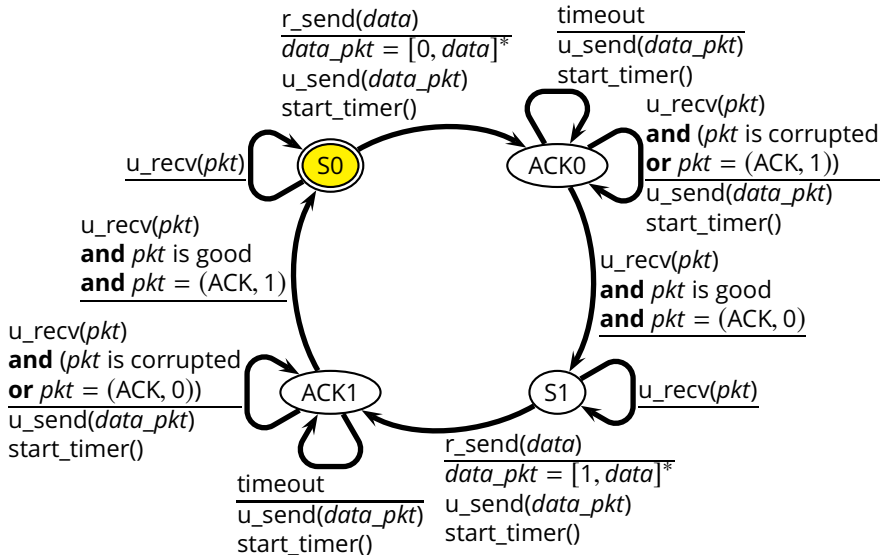 r_send(data)
data_pkt = [0, data]*
u_send(data_pkt)
start_timer()
timeout
u_send(data_pkt)
start_timer()
u_recv(pkt)
and (pkt is corrupted
or pkt = (ACK, 1))
u_send(data_pkt)
start_timer()
u_recv(pkt)
S0
ACK0
u_recv(pkt)
and pkt is good
and pkt = (ACK, 1)
u_recv(pkt)
and pkt is good
and pkt = (ACK, 0)
u_recv(pkt)
and (pkt is corrupted
or pkt = (ACK, 0))
u_send(data_pkt)
start_timer()
ACK1
S1
u_recv(pkt)
timeout
u_send(data_pkt)
start_timer()
r_send(data)
data_pkt = [1, data]*
u_send(data_pkt)
start_timer()